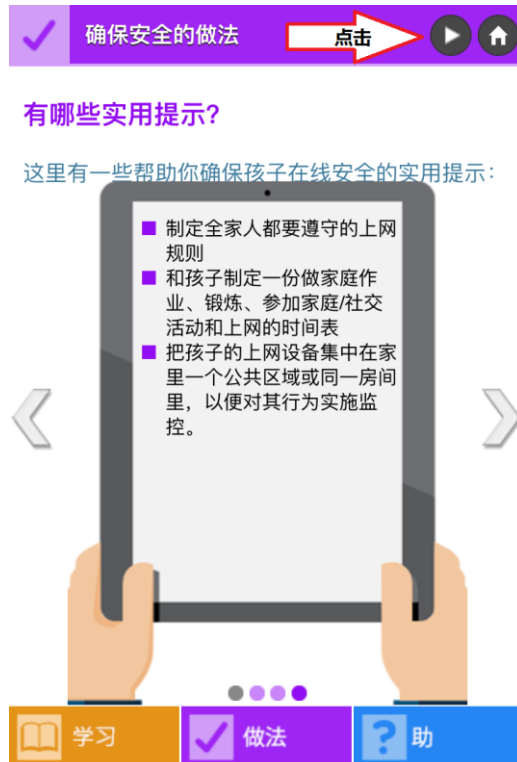 确保安全的做法
点击
有哪些实用提示?
这里有一些帮助你确保孩子在线安全的实用提示:
■ 制定全家人都要遵守的上网
规则
■ 和孩子制定一份做家庭作
业、锻炼、参加家庭/社交
活动和上网的时间表
■ 把孩子的上网设备集中在家
里一个公共区域或同一房间
里，以便对其行为实施监
控。
学习
做法
?
助